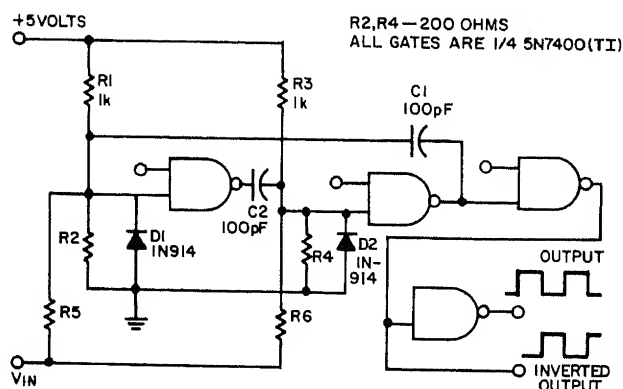 +5VOLTS
R2,R4—200 OHMS
ALL GATES ARE 1/4 5N7400(TI)
R1
1k
R3
1k
C1
100pF
C2
100pF
R2
D1
1N914
R4
D2
1N-
914
R5
R6
VIN
OUTPUT
INVERTED
OUTPUT